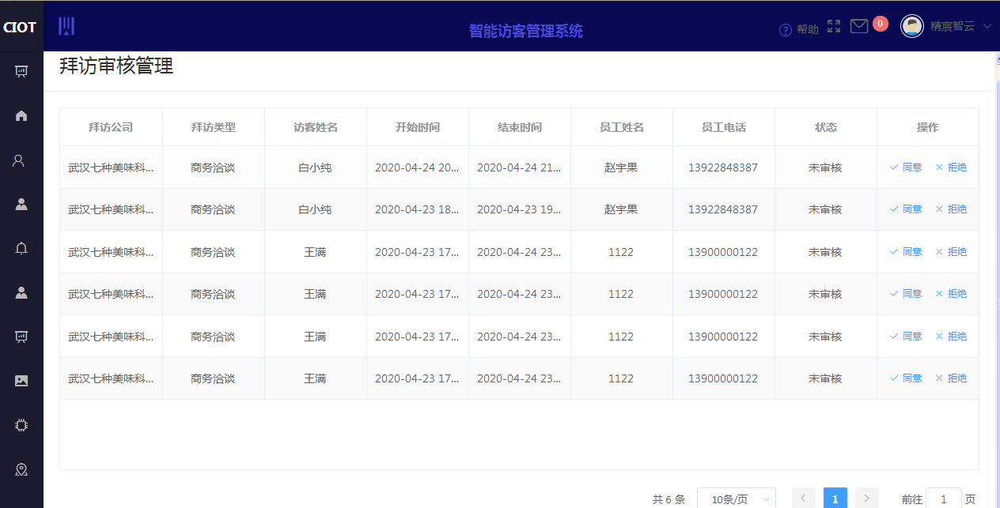 CIOT
智能访客管理系统
帮助 0 精宸智云
拜访审核管理
拜访公司 拜访类型 访客姓名 开始时间 结束时间 员工姓名 员工电话 状态 操作
武汉七种美味科... 商务洽谈 白小纯 2020-04-24 20... 2020-04-24 21... 赵宇果 13922848387 未审核 同意 拒绝
武汉七种美味科... 商务洽谈 白小纯 2020-04-23 18... 2020-04-23 19... 赵宇果 13922848387 未审核 同意 拒绝
武汉七种美味科... 商务洽谈 王满 2020-04-23 17... 2020-04-24 23... 1122 13900000122 未审核 同意 拒绝
武汉七种美味科... 商务洽谈 王满 2020-04-23 17... 2020-04-24 23... 1122 13900000122 未审核 同意 拒绝
武汉七种美味科... 商务洽谈 王满 2020-04-23 17... 2020-04-24 23... 1122 13900000122 未审核 同意 拒绝
武汉七种美味科... 商务洽谈 王满 2020-04-23 17... 2020-04-24 23... 1122 13900000122 未审核 同意 拒绝
共 6 条 10条/页 1 前往 1 页